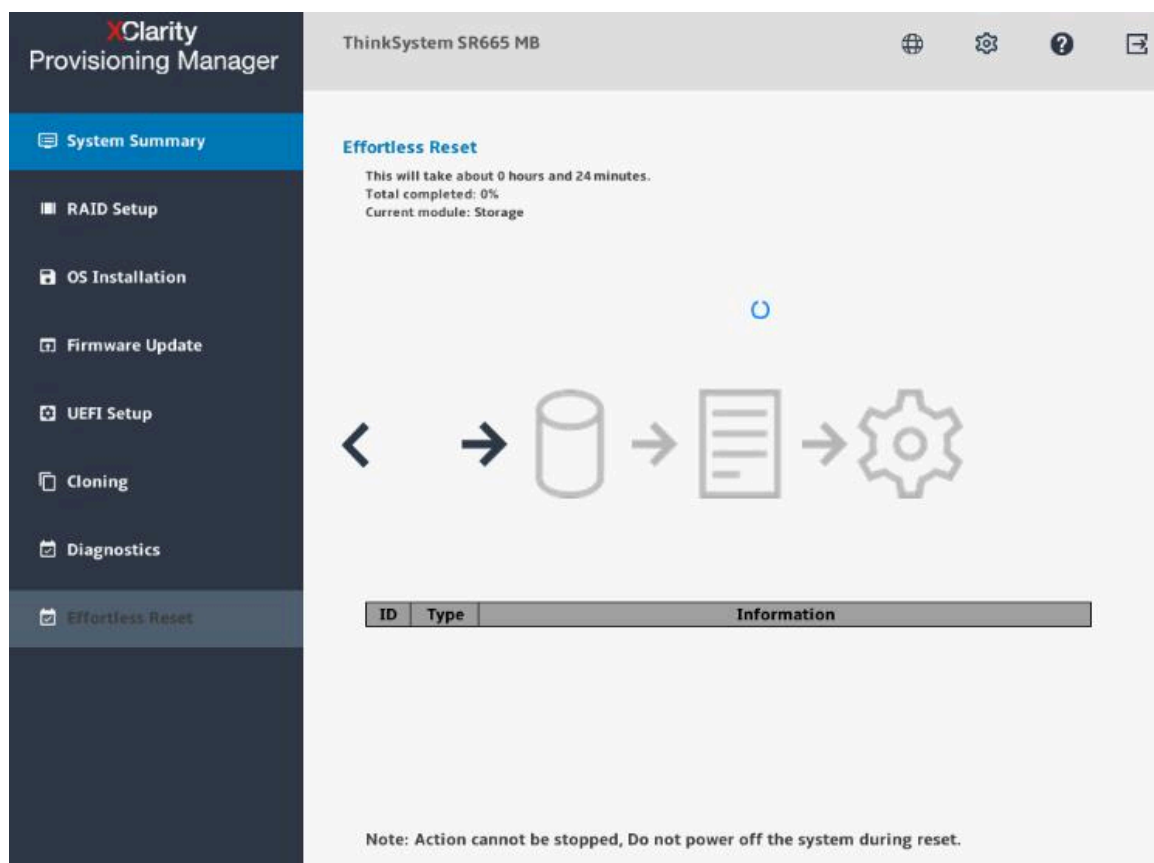 XClarity
Provisioning Manager
ThinkSystem SR665 MB
System Summary
RAID Setup
OS Installation
Firmware Update
UEFI Setup
Cloning
Diagnostics
Effortless Reset
Effortless Reset
This will take about 0 hours and 24 minutes.
Total completed: 0%
Current module: Storage
ID Type Information
Note: Action cannot be stopped, Do not power off the system during reset.